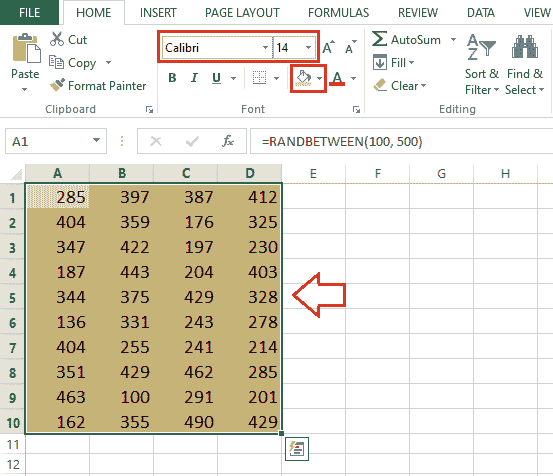 FILE HOME INSERT PAGE LAYOUT FORMULAS REVIEW DATA VIEW
Paste
Cut
Copy
Format Painter
Clipboard
Calibri 14 A A
B I U A
Font
AutoSum
Fill
Clear
A Z
Sort & Filter
Find & Select
Editing
A1 fx =RANDBETWEEN(100, 500)
A B C D E F G H
1 285 397 387 412
2 404 359 176 325
3 347 422 197 230
4 187 443 204 403
5 344 375 429 328
6 136 331 243 278
7 404 255 241 214
8 351 429 462 285
9 463 100 291 201
10 162 355 490 429
11
12